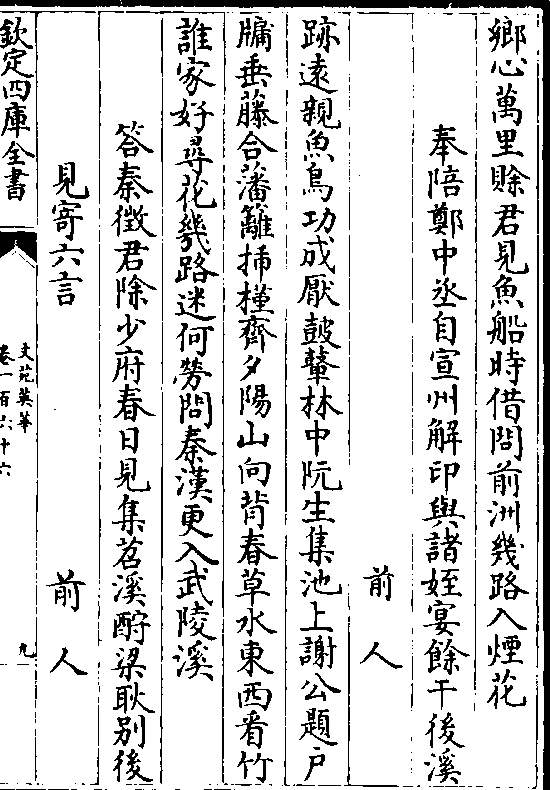 鄉心萬里賒君見魚船時借問前洲幾路入煙花
奉陪鄭中丞自宣州解印與諸姪宴餘干後溪
前人
跡遠親魚鳥功成厭鼓鼙林中阮生集池上謝公題戶
牖垂藤合藩籬挿槿齊夕陽山向背春草水東西看竹
誰家好尋花幾路迷何勞問秦漢更入武陵溪
答秦徵君除少府春日見集苕溪酧梁耿别後
見寄六言
前人
欽定四庫全書
文苑英華
卷一百六十六
九